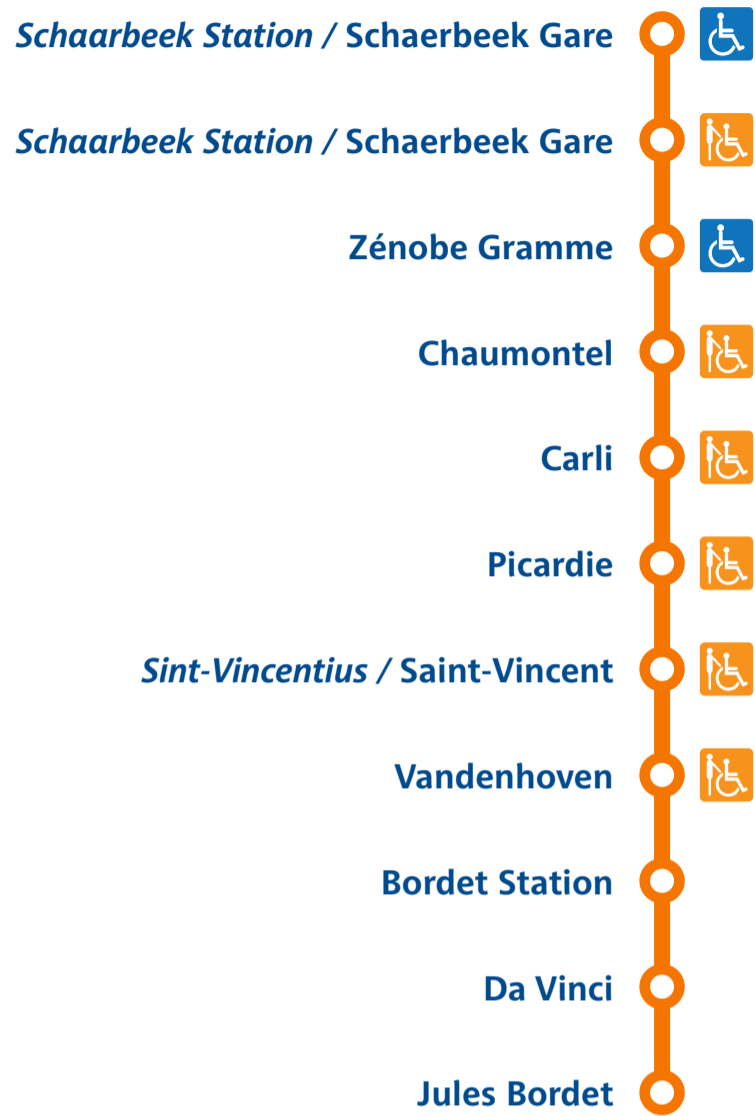 Schaarbeek Station / Schaerbeek Gare
Schaarbeek Station / Schaerbeek Gare
Zénobe Gramme
Chaumontel
Carli
Picardie
Sint-Vincentius / Saint-Vincent
Vandenhoven
Bordet Station
Da Vinci
Jules Bordet